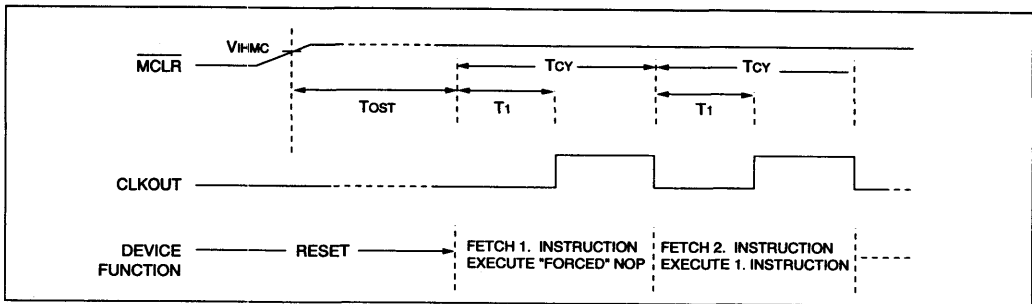 VIHMC
MCLR
TCY
TCY
TOST
T1
T1
CLKOUT
DEVICE
FUNCTION
RESET
FETCH 1. INSTRUCTION
EXECUTE "FORCED" NOP
FETCH 2. INSTRUCTION
EXECUTE 1. INSTRUCTION